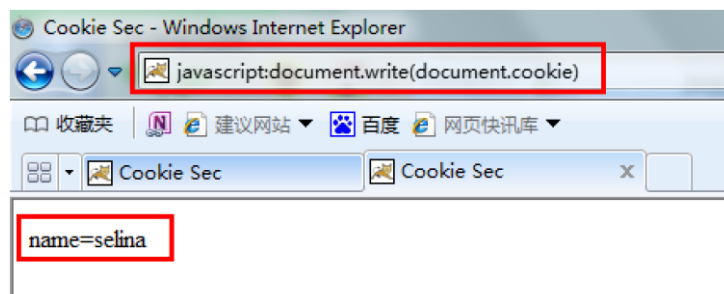 Cookie Sec - Windows Internet Explorer
javascript:document.write(document.cookie)
收藏夹 建议网站 百度 网页快讯库
Cookie Sec Cookie Sec x
name=selina